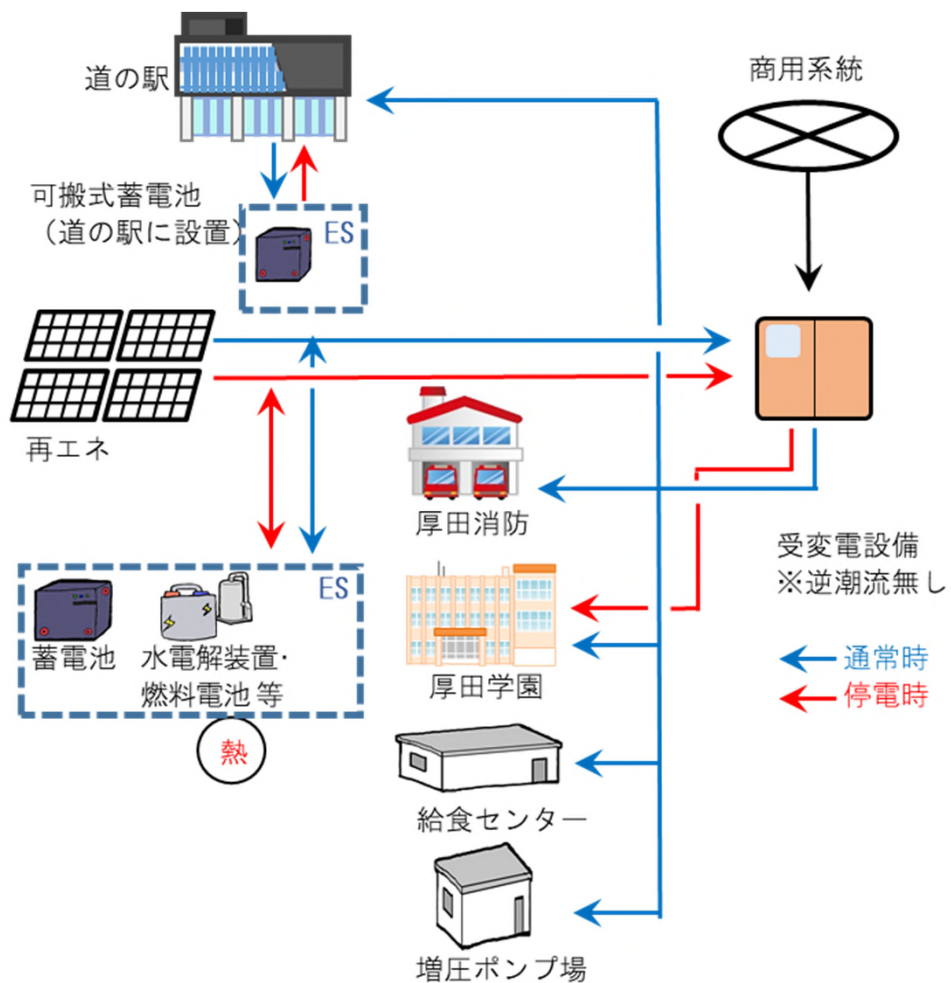 道の駅
商用系統
可搬式蓄電池
（道の駅に設置）
ES
再エネ
厚田消防
受変電設備
※逆潮流無し
ES
蓄電池
水電解装置・
燃料電池 等
厚田学園
通常時
停電時
熱
給食センター
増圧ポンプ場